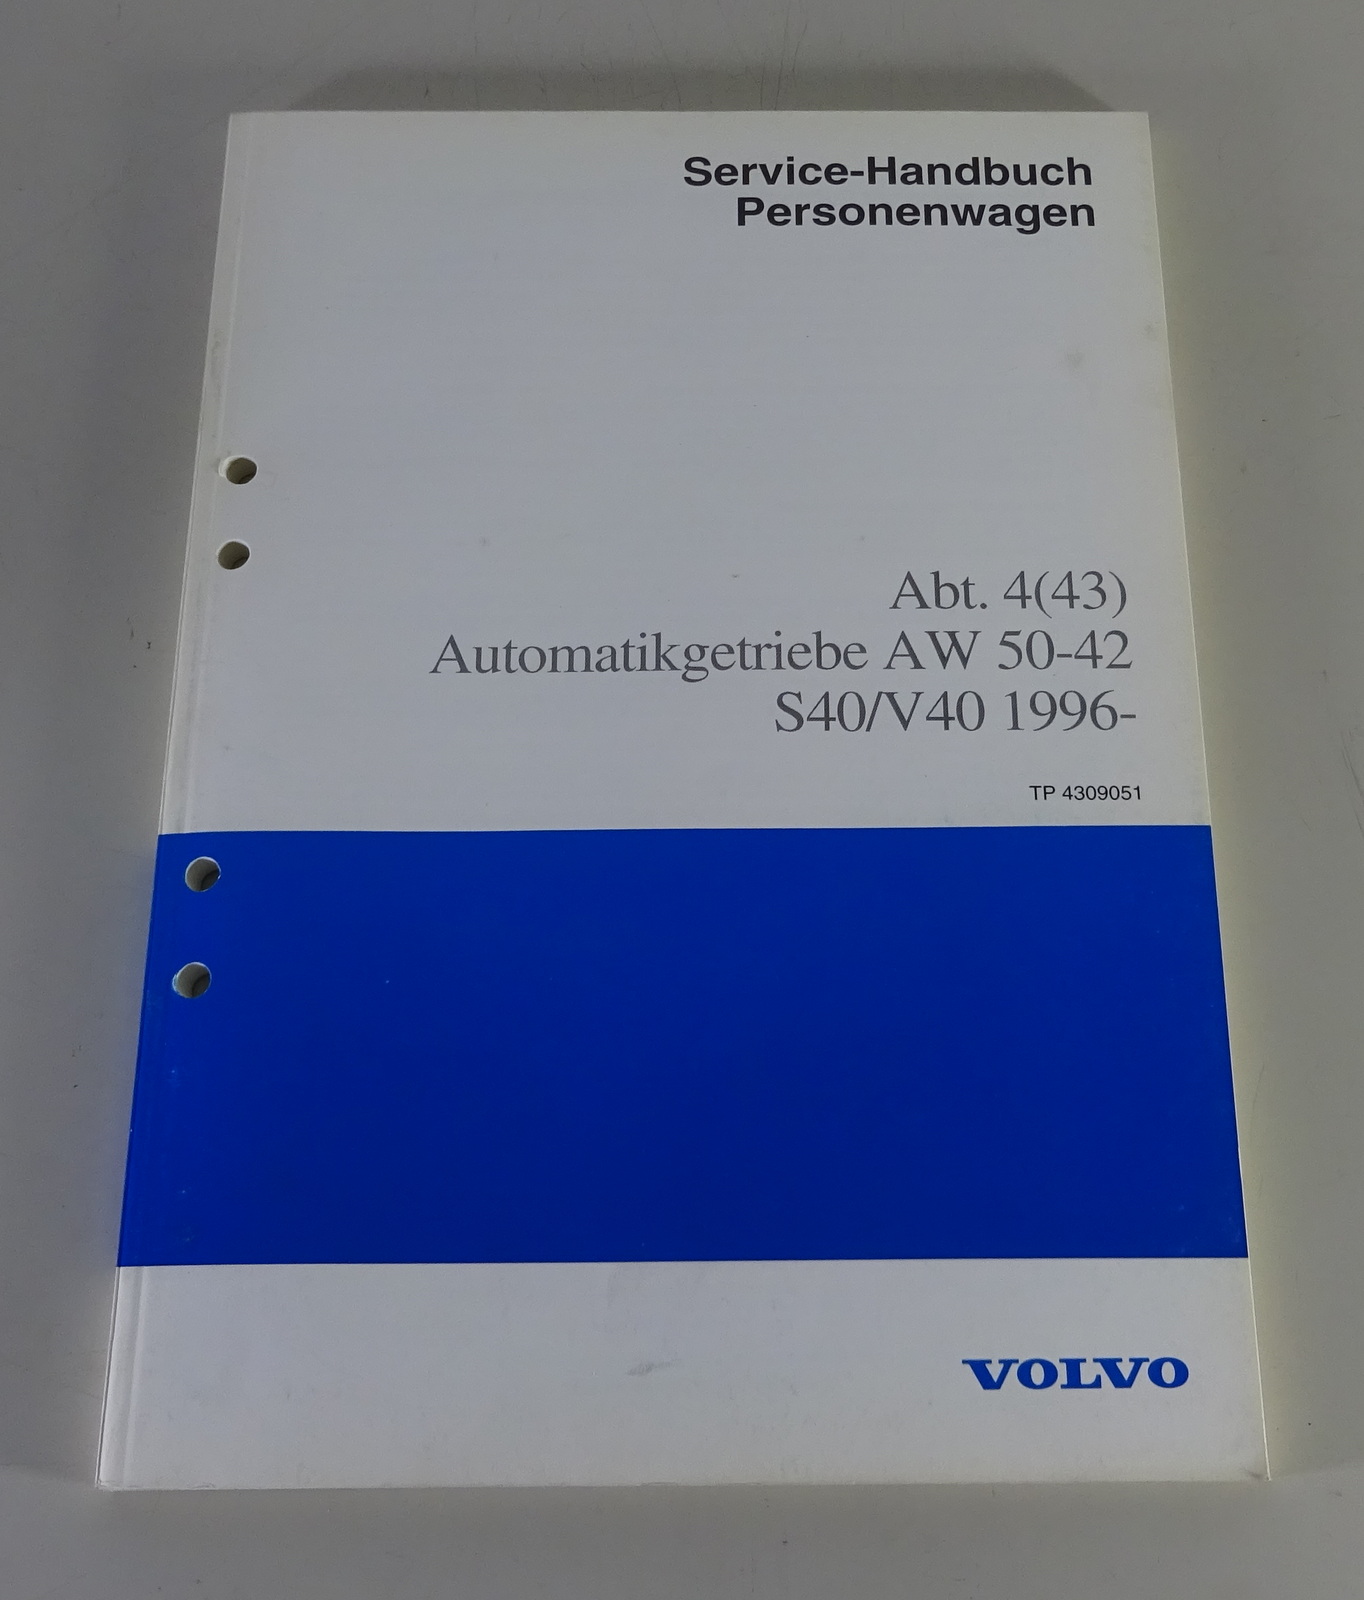 Service-Handbuch
Personenwagen
Abt. 4(43)
Automatikgetriebe AW 50-42
S40/V40 1996-
TP 4309051
VOLVO